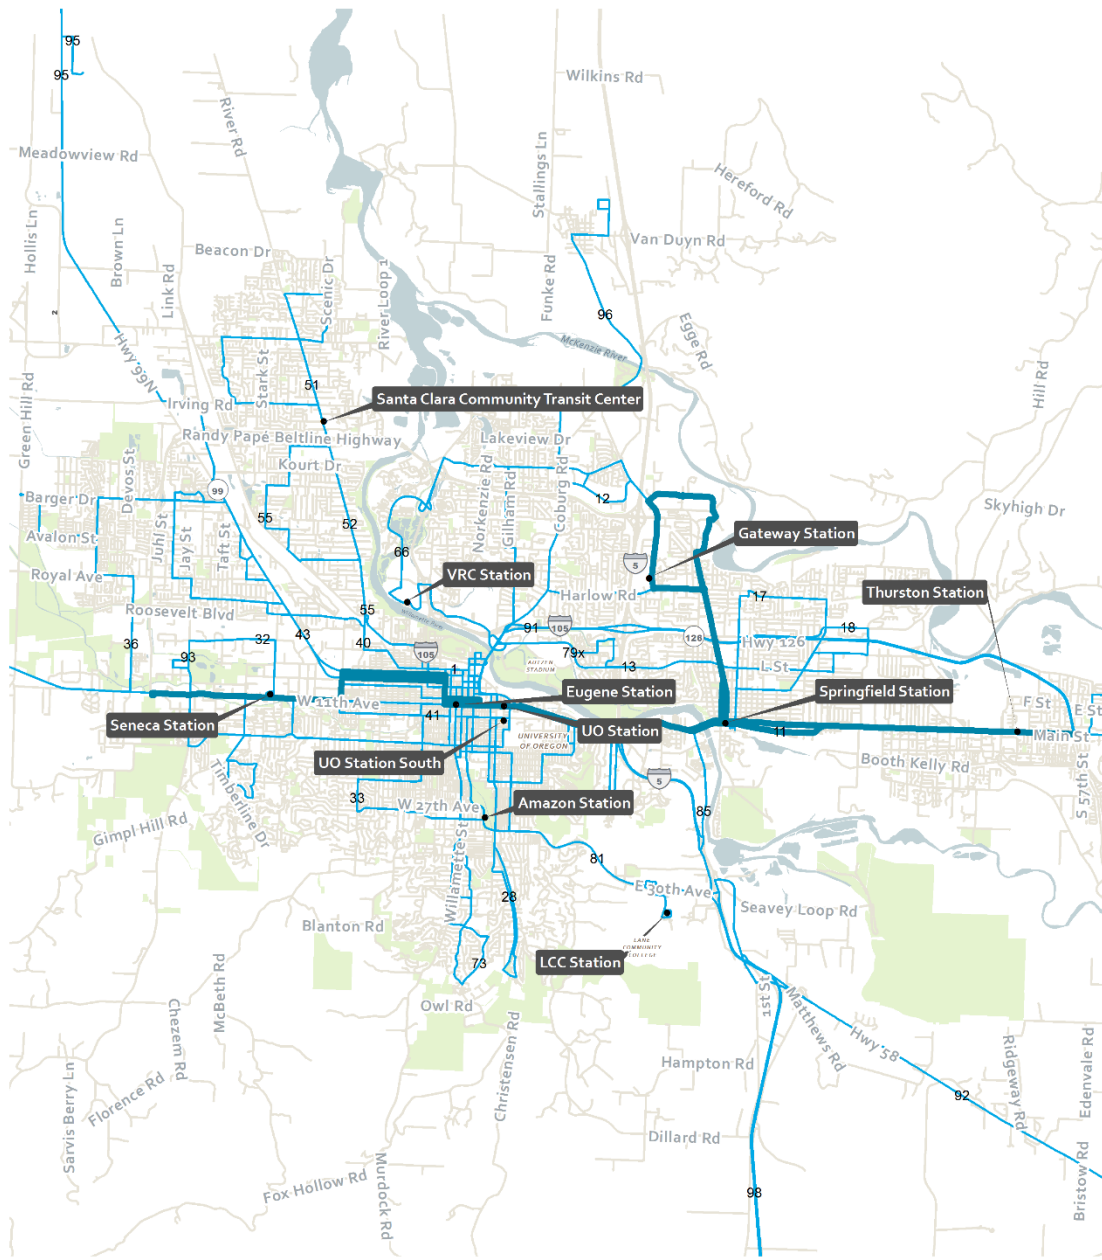 95
95
Wilkins Rd
River Rd
Meadowview Rd
Stallings Ln
Hereford Rd
Hollis Ln
Brown Ln
Beacon Dr
Van Duyn Rd
Link Rd
Scenic Dr
River Loop 1
Funke Rd
96
Egge Rd
McKenzie River
Hwy 99N
Stark St
51
Hill Rd
Green Hill Rd
Irving Rd
Santa Clara Community Transit Center
Randy Papé Beltline Highway
Lakeview Dr
Kourt Dr
Devos St
Norkenzie Rd
Gilham Rd
Coburg Rd
99
Barger Dr
12
Skyhigh Dr
55
52
Avalon St
Juhl St
Jay St
Taft St
66
Gateway Station
5
Royal Ave
VRC Station
Harlow Rd
17
Thurston Station
Roosevelt Blvd
55
Willamette River
91
105
126
18
36
32
43
40
105
Hwy 126
93
79x
AUTZEN
STADIUM
13
L St
1
Eugene Station
Springfield Station
W 11th Ave
F St
E St
Seneca Station
41
UO Station
11
Main St
UNIVERSITY
OF OREGON
UO Station South
Booth Kelly Rd
Timberline Dr
5
S 57th St
33
W 27th Ave
Amazon Station
85
Gimpl Hill Rd
Willamette St
81
E 30th Ave
28
Seavey Loop Rd
Blanton Rd
LANE
COMMUNITY
COLLEGE
73
LCC Station
McBeth Rd
Owl Rd
1st St
Matthews Rd
Chezem Rd
Christensen Rd
Hwy 58
Hampton Rd
Ridgeway Rd
Edenvale Rd
Sarvis Berry Ln
Florence Rd
92
Dillard Rd
Fox Hollow Rd
Murdock Rd
98
Bristow Rd